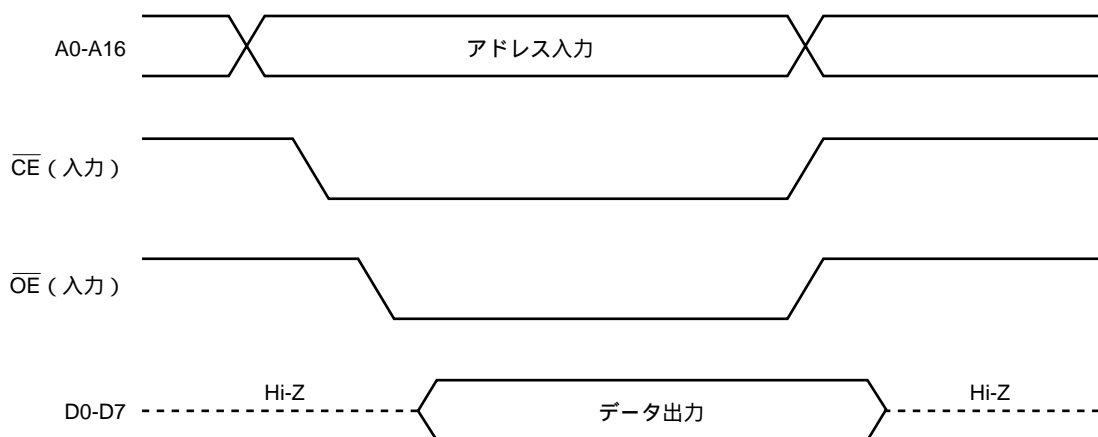 A0-A16 アドレス入力
CE ( 入力 )
OE ( 入力 )
Hi-Z Hi-Z
D0-D7 データ出力